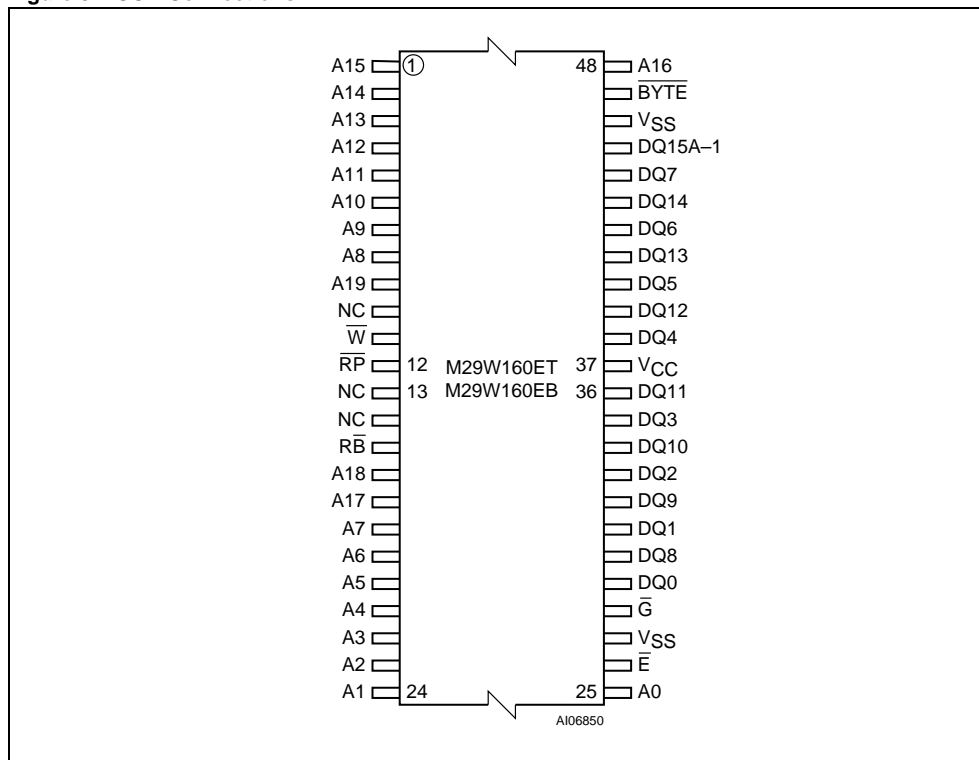 A15 ① 48 A16
A14 B̅Y̅T̅E̅
A13 VSS
A12 DQ15A–1
A11 DQ7
A10 DQ14
A9 DQ6
A8 DQ13
A19 DQ5
NC DQ12
W̅ DQ4
R̅P̅ 12 M29W160ET 37 VCC
NC 13 M29W160EB 36 DQ11
NC DQ3
RB̅ DQ10
A18 DQ2
A17 DQ9
A7 DQ1
A6 DQ8
A5 DQ0
A4 G̅
A3 VSS
A2 E̅
A1 24 25 A0
AI06850